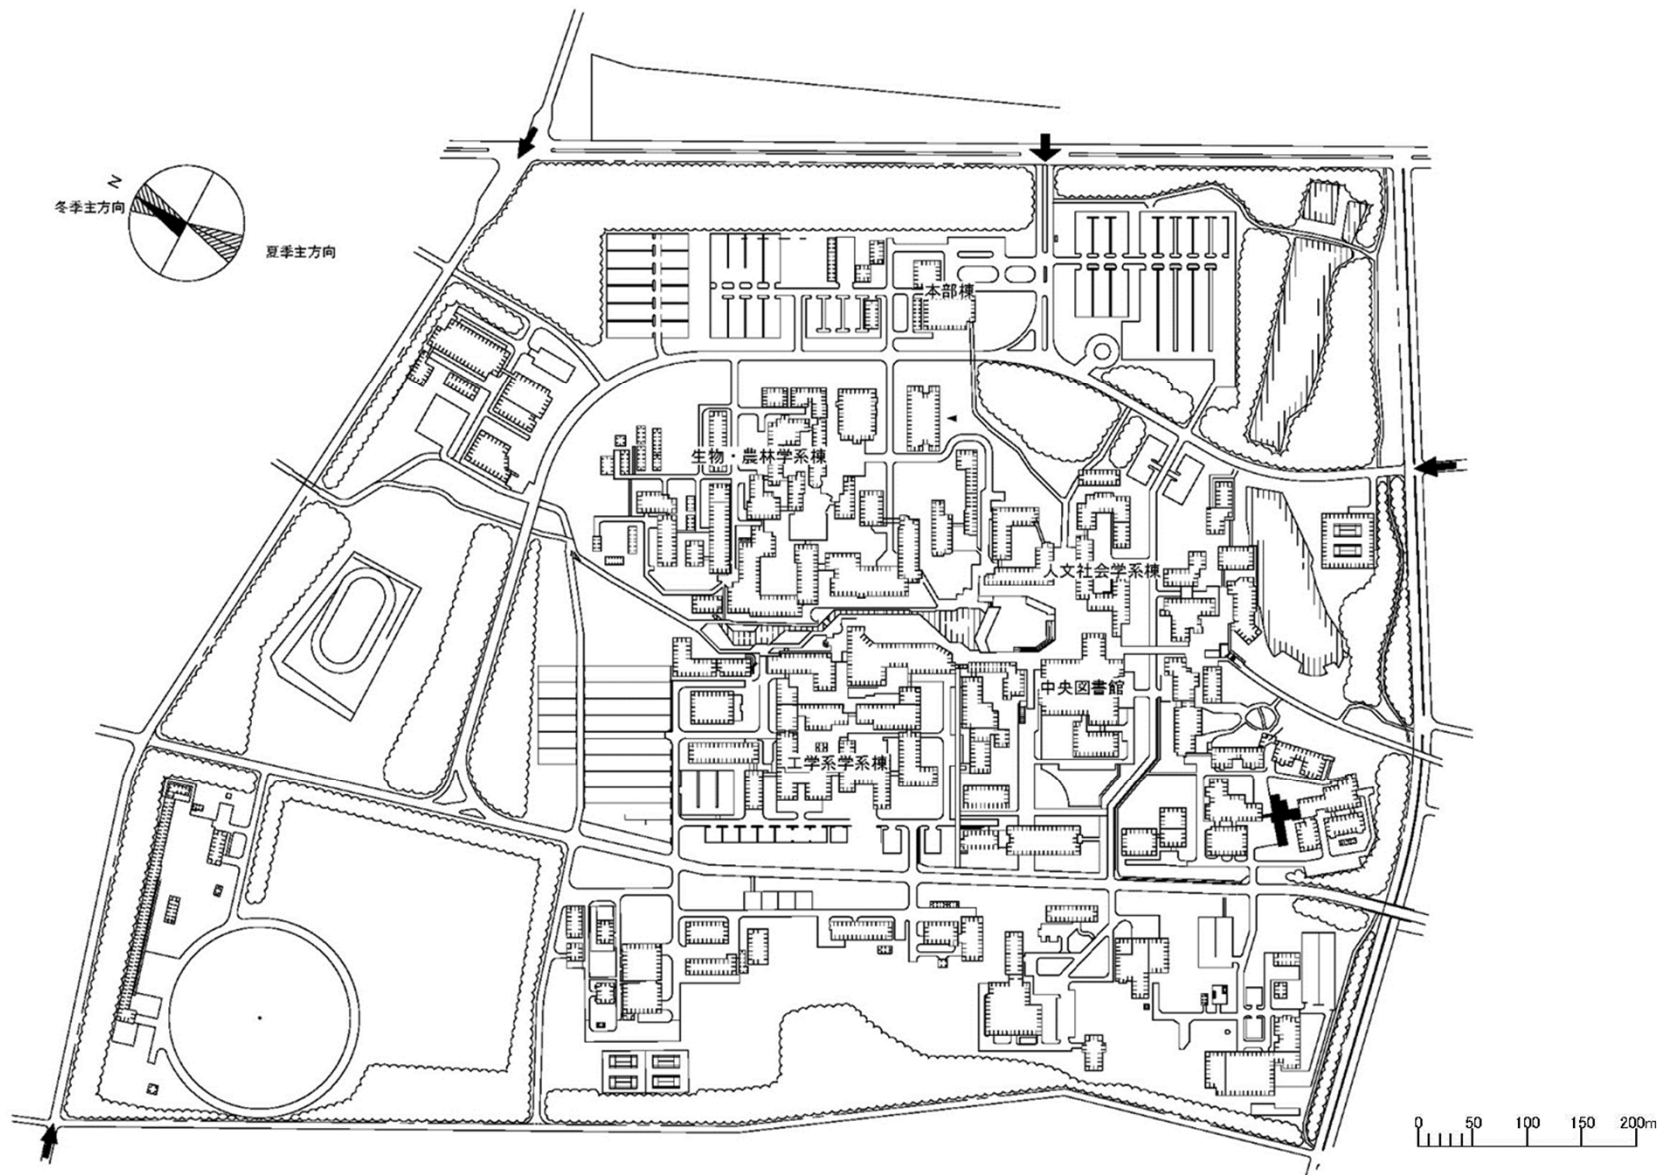 N
冬季主方向
夏季主方向
本部棟
生物・農林学系棟
人文社会学系棟
中央図書館
工学系学系棟
0 50 100 150 200m